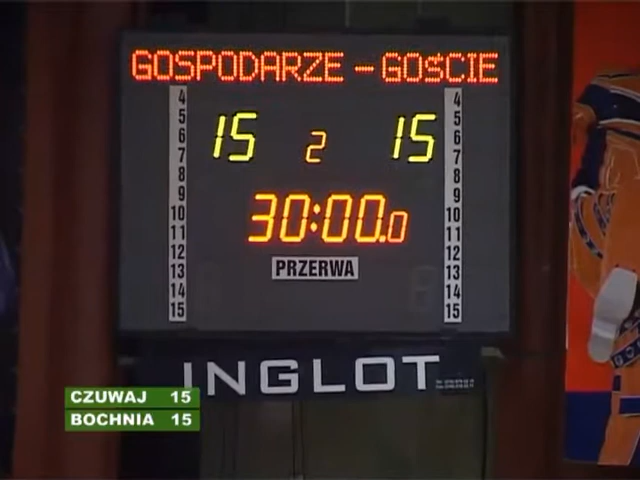 GOSPODARZE - GOŚCIE
4 4
5 5
6 6
7 7
8 8
9 9
10 10
11 11
12 12
13 13
14 14
15 15
15 2 15
30:00.0
PRZERWA
INGLOT
CZUWAJ 15
BOCHNIA 15